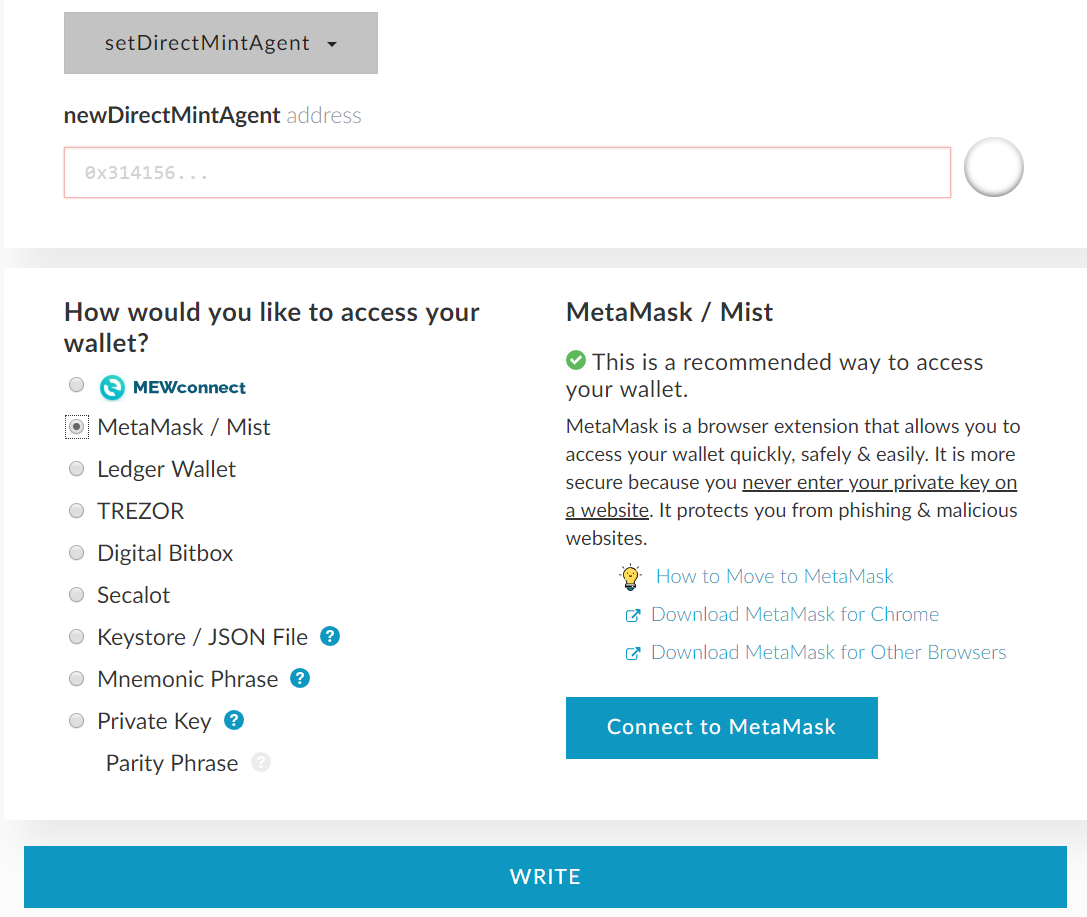 setDirectMintAgent
newDirectMintAgent address
0x314156...
How would you like to access your
wallet?
MEWconnect
MetaMask / Mist
Ledger Wallet
TREZOR
Digital Bitbox
Secalot
Keystore / JSON File ?
Mnemonic Phrase ?
Private Key ?
Parity Phrase ?
MetaMask / Mist
This is a recommended way to access
your wallet.
MetaMask is a browser extension that allows you to
access your wallet quickly, safely & easily. It is more
secure because you never enter your private key on
a website. It protects you from phishing & malicious
websites.
How to Move to MetaMask
Download MetaMask for Chrome
Download MetaMask for Other Browsers
Connect to MetaMask
WRITE